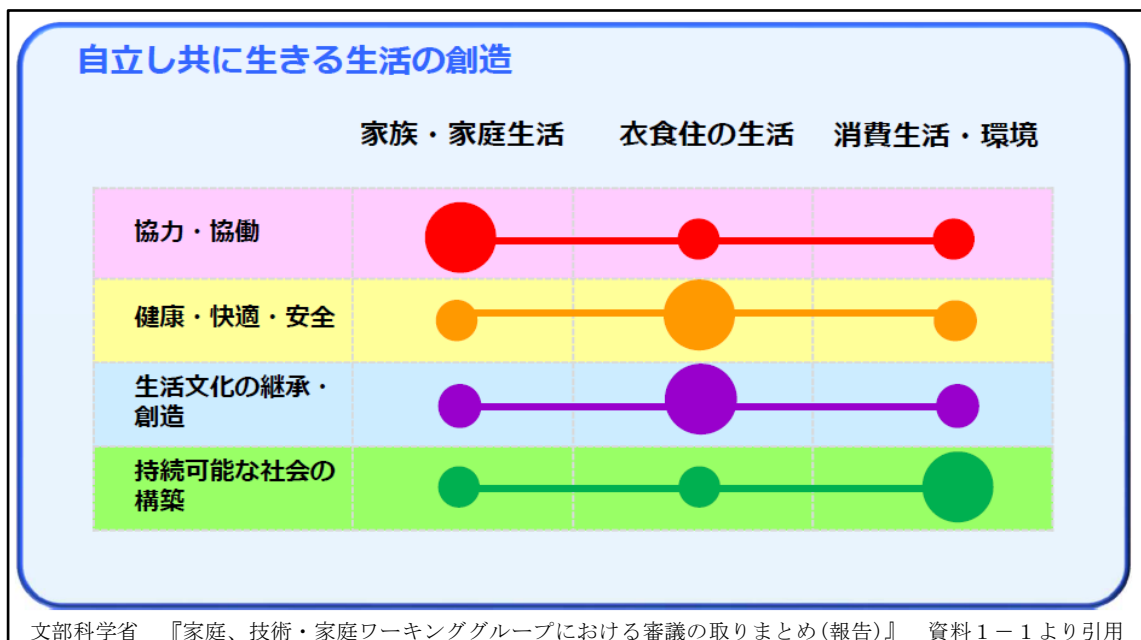 自立し共に生きる生活の創造
家族・家庭生活 衣食住の生活 消費生活・環境
協力・協働
健康・快適・安全
生活文化の継承・
創造
持続可能な社会の
構築
文部科学省 『家庭、技術・家庭ワーキンググループにおける審議の取りまとめ(報告)』 資料１－１より引用